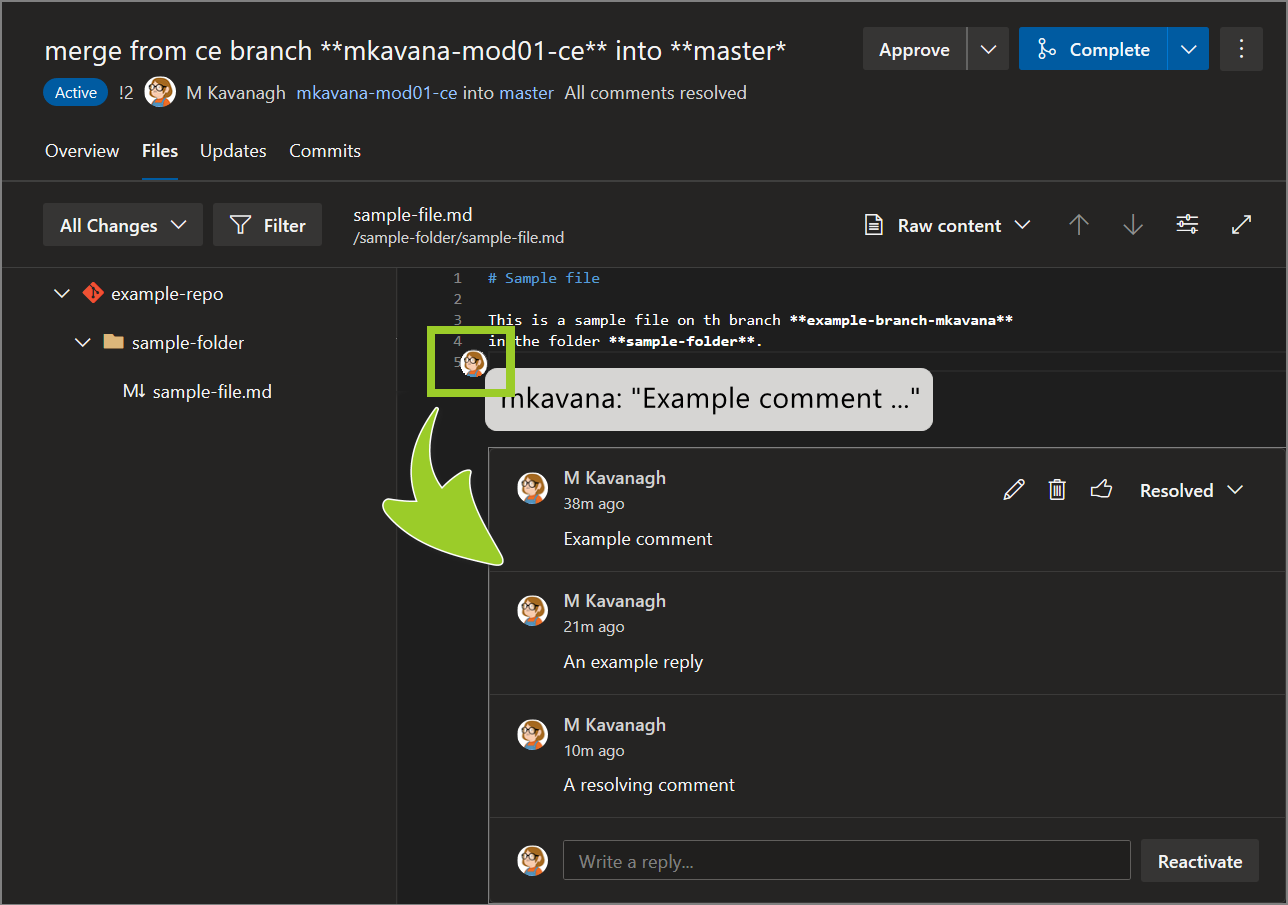 merge from ce branch **mkavana-mod01-ce** into **master*
Approve
Complete
Active !2 M Kavanagh mkavana-mod01-ce into master All comments resolved
Overview Files Updates Commits
All Changes
Filter
sample-file.md
/sample-folder/sample-file.md
Raw content
example-repo
sample-folder
M↓ sample-file.md
1 # Sample file
2
3 This is a sample file on th branch **example-branch-mkavana**
4 in the folder **sample-folder**.
5
mkavana: "Example comment ..."
M Kavanagh
38m ago
Resolved
Example comment
M Kavanagh
21m ago
An example reply
M Kavanagh
10m ago
A resolving comment
Write a reply...
Reactivate